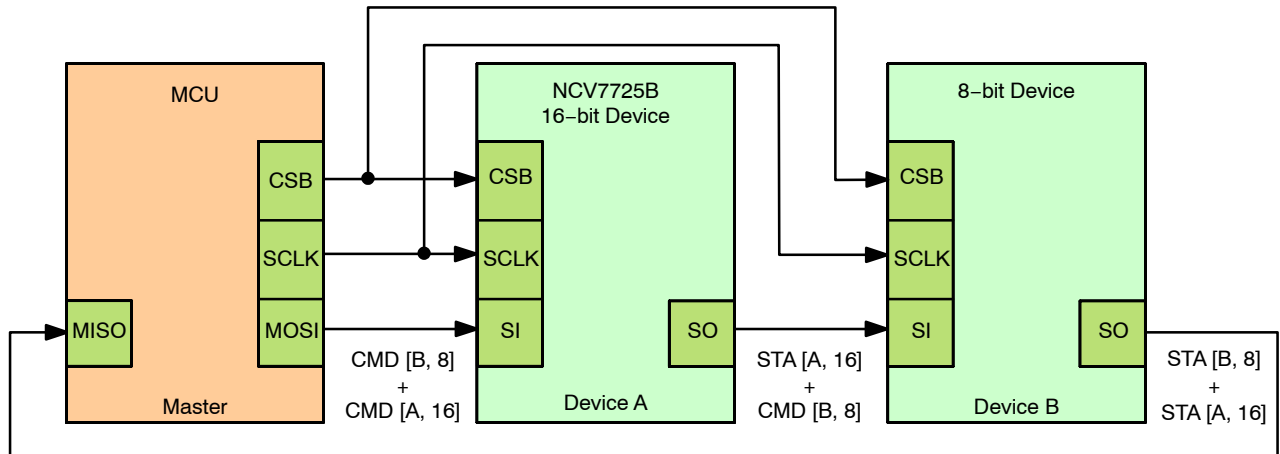 MCU
CSB
SCLK
MISO
MOSI
Master
CMD [B, 8]
+
CMD [A, 16]
NCV7725B
16−bit Device
CSB
SCLK
SI
SO
Device A
STA [A, 16]
+
CMD [B, 8]
8−bit Device
CSB
SCLK
SI
SO
Device B
STA [B, 8]
+
STA [A, 16]